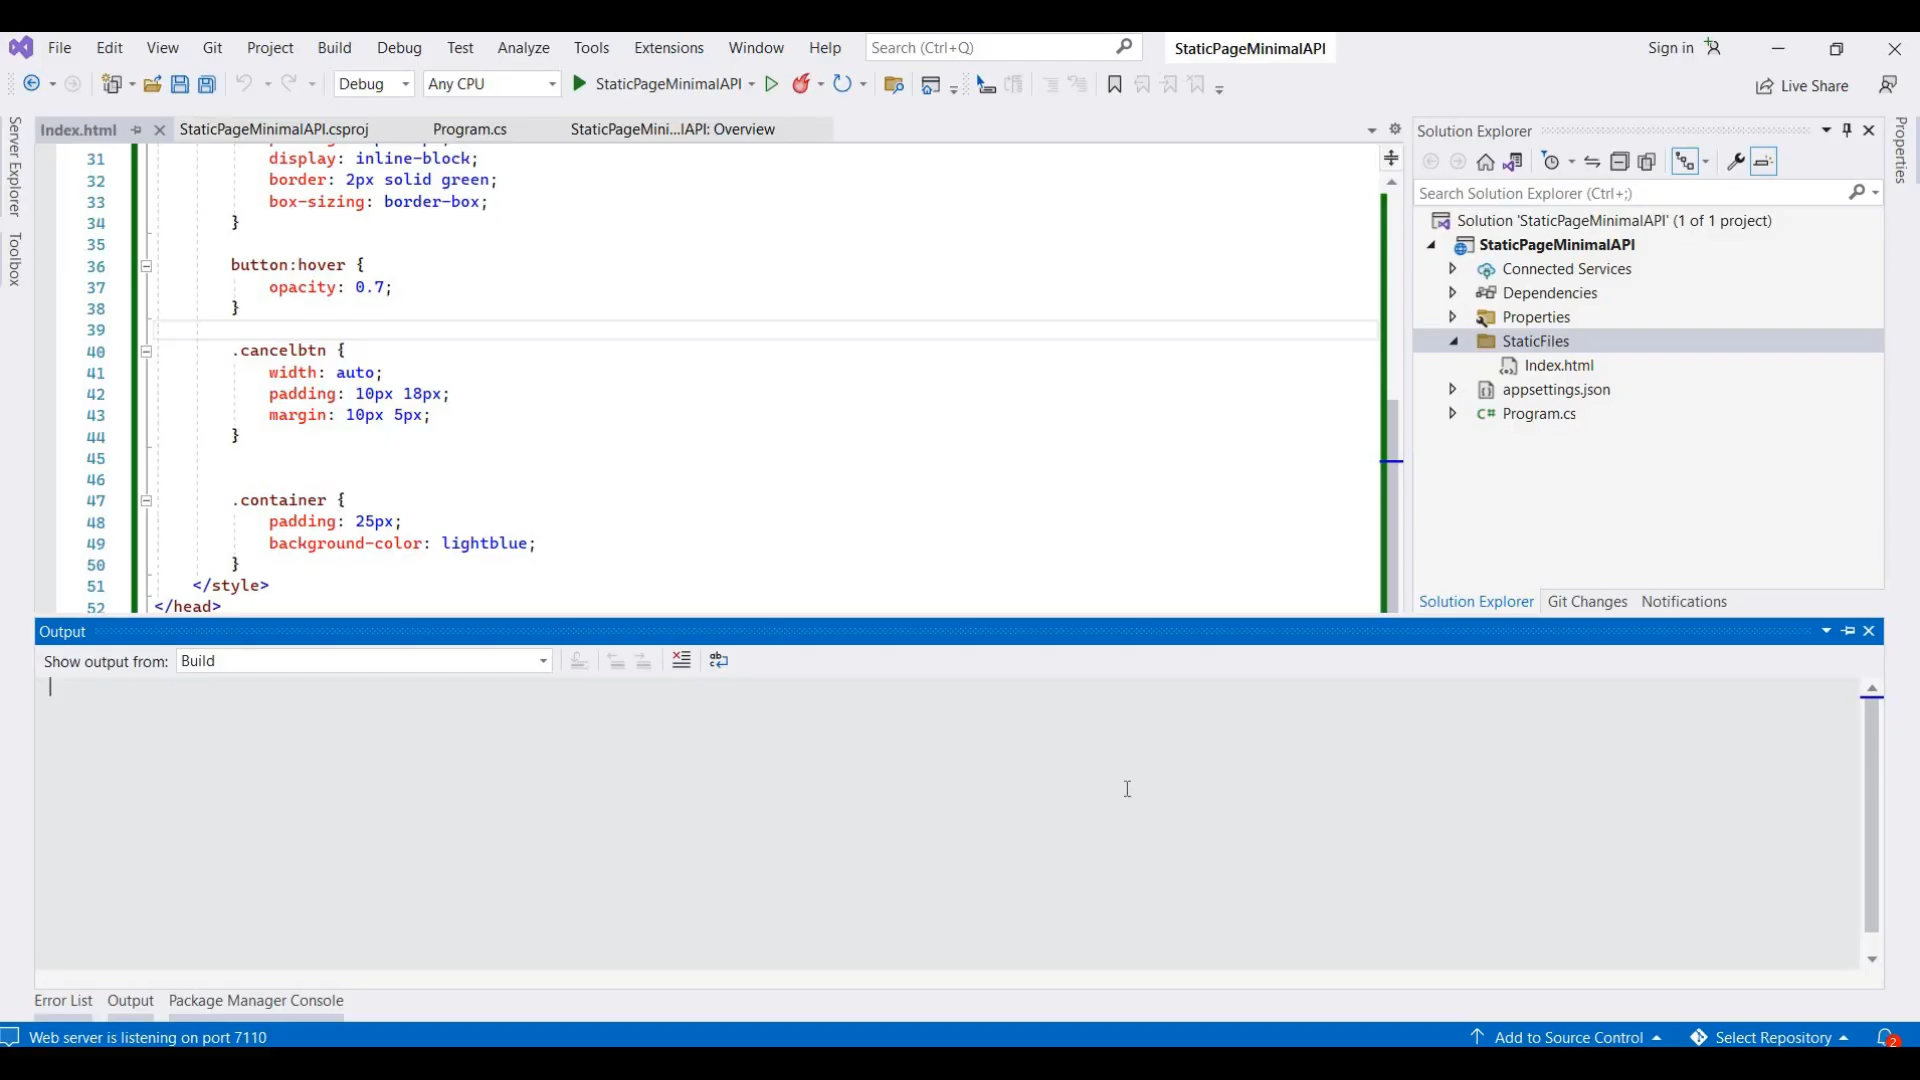 File Edit View Git Project Build Debug Test Analyze Tools Extensions Window Help Search (Ctrl+Q) StaticPageMinimalAPI Sign in
Debug Any CPU StaticPageMinimalAPI Live Share
Server Explorer
Toolbox
Index.html StaticPageMinimalAPI.csproj Program.cs StaticPageMini...IAPI: Overview
31 display: inline-block;
32 border: 2px solid green;
33 box-sizing: border-box;
34 }
35
36 button:hover {
37 opacity: 0.7;
38 }
39
40 .cancelbtn {
41 width: auto;
42 padding: 10px 18px;
43 margin: 10px 5px;
44 }
45
46
47 .container {
48 padding: 25px;
49 background-color: lightblue;
50 }
51 </style>
52 </head>
Solution Explorer
Search Solution Explorer (Ctrl+;)
Solution 'StaticPageMinimalAPI' (1 of 1 project)
StaticPageMinimalAPI
Connected Services
Dependencies
Properties
StaticFiles
Index.html
appsettings.json
C# Program.cs
Solution Explorer Git Changes Notifications
Properties
Output
Show output from: Build
Error List Output Package Manager Console
Web server is listening on port 7110 Add to Source Control Select Repository 2